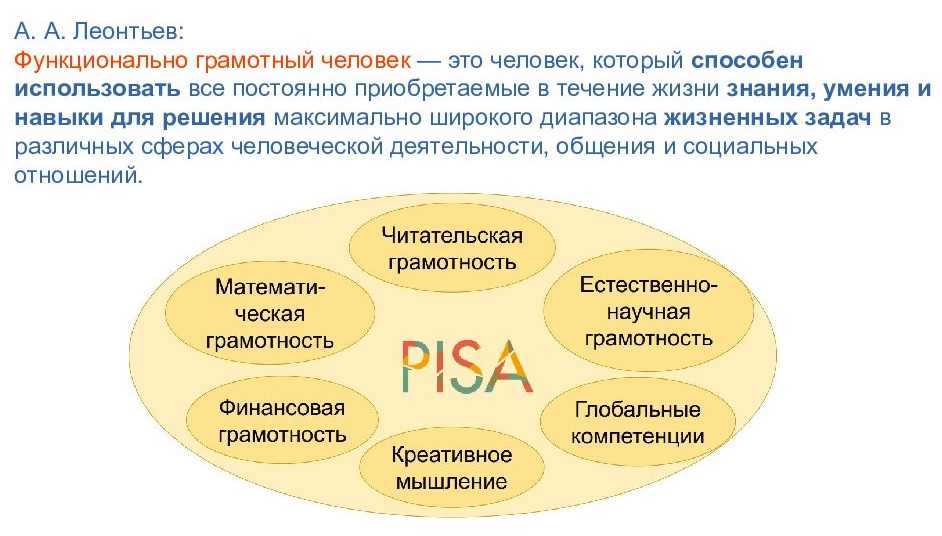 А. А. Леонтьев:
Функционально грамотный человек — это человек, который способен
использовать все постоянно приобретаемые в течение жизни знания, умения и
навыки для решения максимально широкого диапазона жизненных задач в
различных сферах человеческой деятельности, общения и социальных
отношений.
Читательская
грамотность
Математи-
ческая
грамотность
Естественно-
научная
грамотность
PISA
Финансовая
грамотность
Глобальные
компетенции
Креативное
мышление